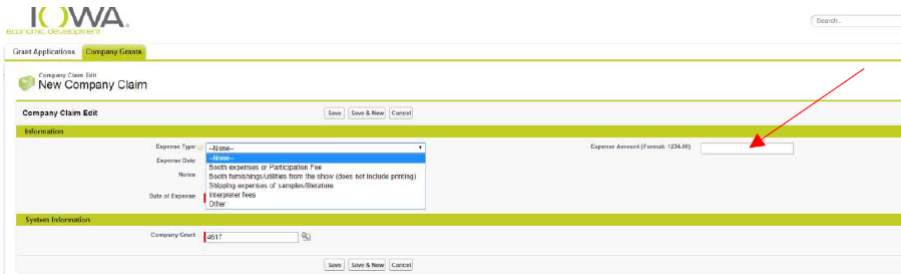 IOWA
economic development
Search...
Grant Applications Company Grants
Company Claim Edit
New Company Claim
Company Claim Edit Save Save & New Cancel
Information
Expense Type --None-- Expense Amount (Format: 1234.00)
Expense Date --None--
Booth expenses or Participation Fee
Notes Booth furnishings/utilities from the show (does not include printing)
Shipping expenses of samples/literature
Date of Expense Interpreter fees
Other
System Information
Company Grant 4617
Save Save & New Cancel